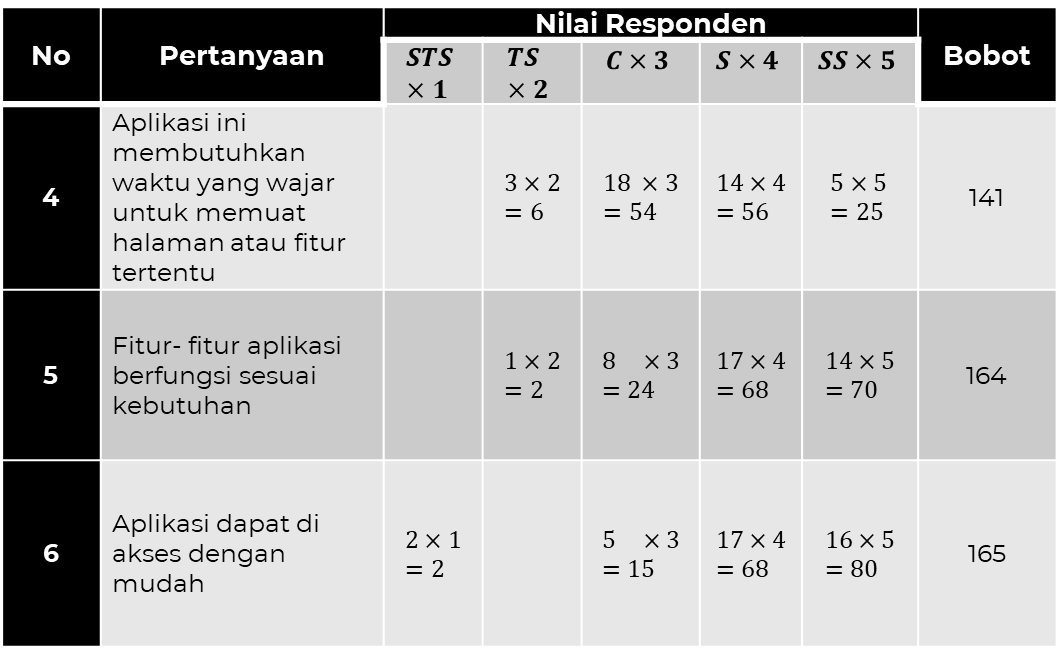 No
Pertanyaan
Nilai Responden
STS
× 1
TS
× 2
C × 3
S × 4
SS × 5
Bobot
4
Aplikasi ini
membutuhkan
waktu yang wajar
untuk memuat
halaman atau fitur
tertentu
3 × 2
= 6
18 × 3
= 54
14 × 4
= 56
5 × 5
= 25
141
5
Fitur- fitur aplikasi
berfungsi sesuai
kebutuhan
1 × 2
= 2
8 × 3
= 24
17 × 4
= 68
14 × 5
= 70
164
6
Aplikasi dapat di
akses dengan
mudah
2 × 1
= 2
5 × 3
= 15
17 × 4
= 68
16 × 5
= 80
165